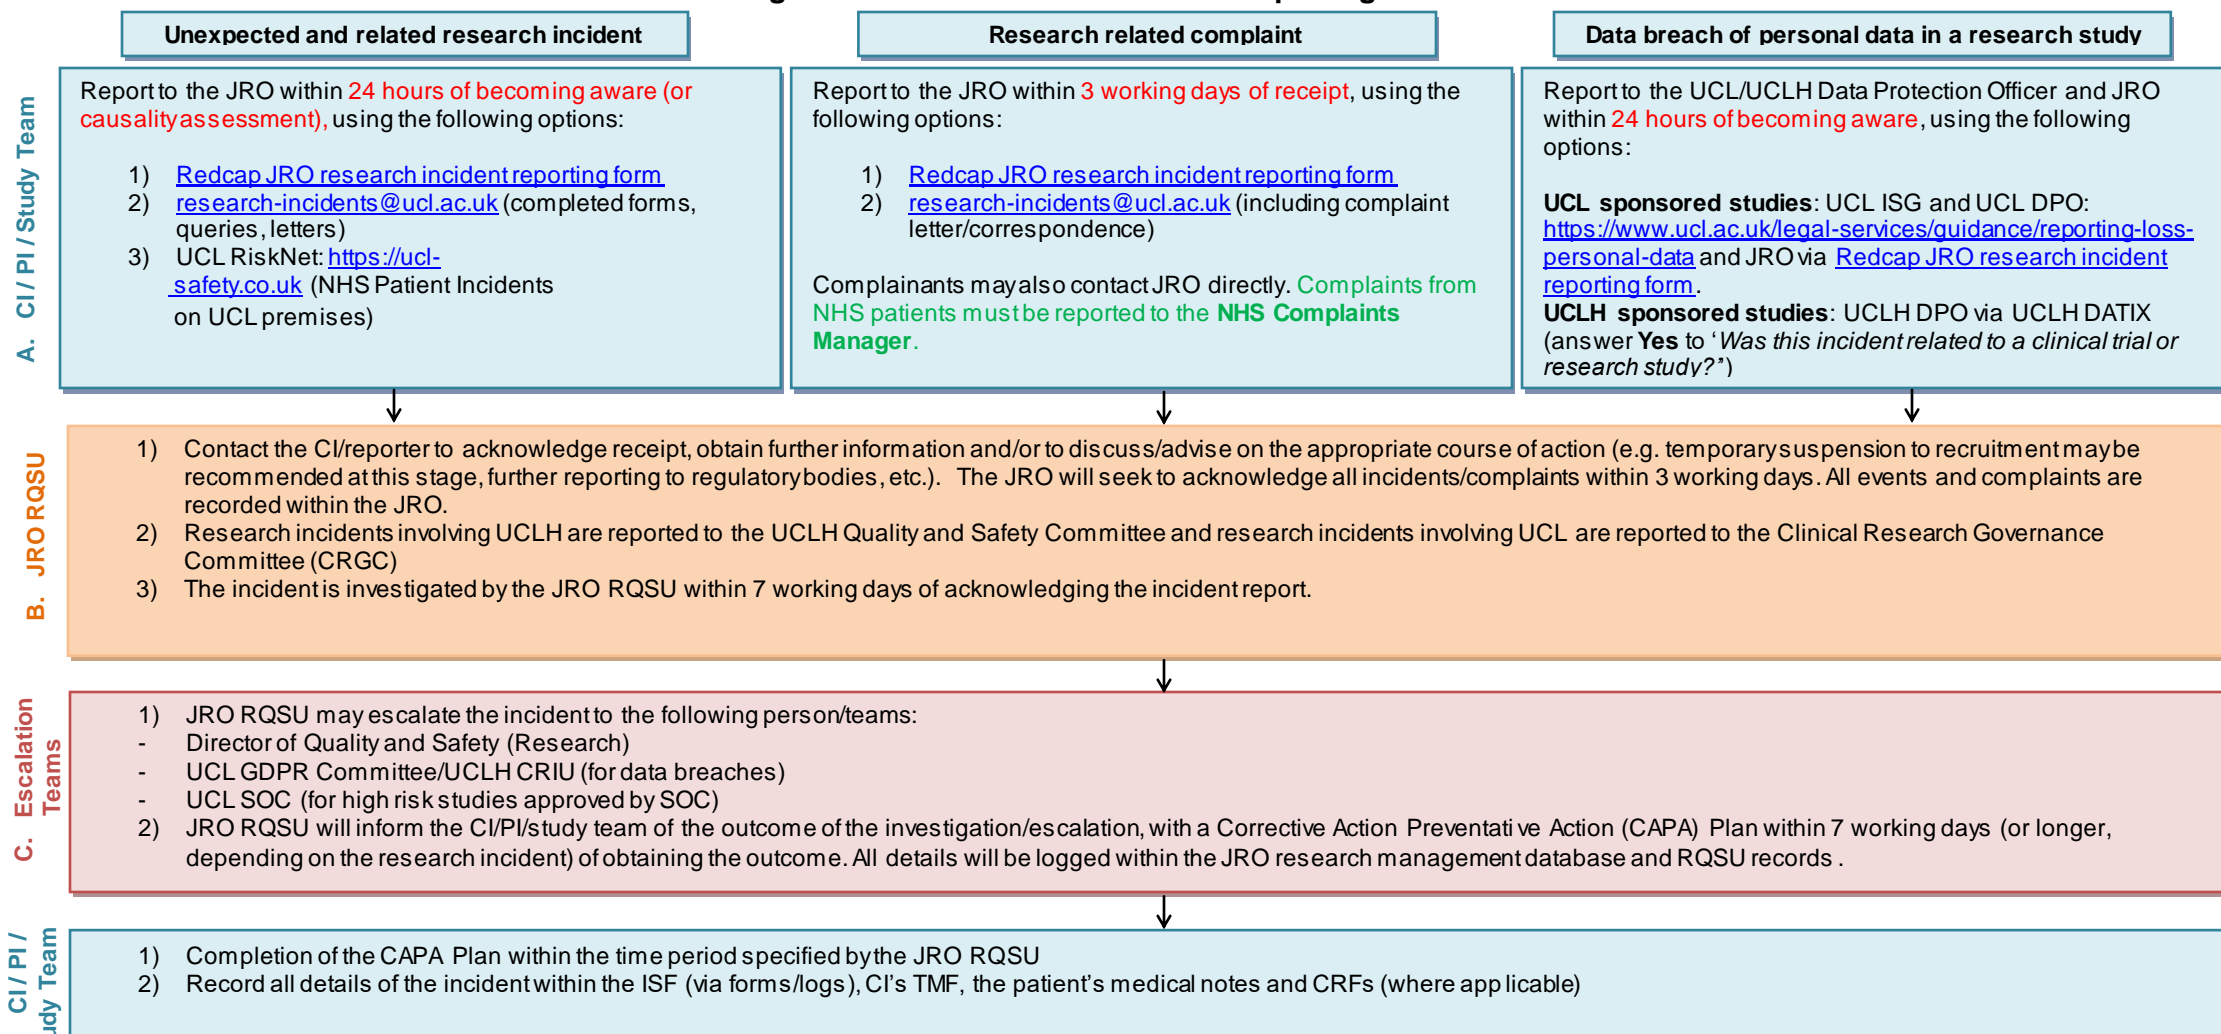 Unexpected and related research incident
Research related complaint
Data breach of personal data in a research study
A. CI / PI / Study Team
Report to the JRO within 24 hours of becoming aware (or
causality assessment), using the following options:
1) Redcap JRO research incident reporting form
2) research-incidents@ucl.ac.uk (completed forms,
queries, letters)
3) UCL RiskNet: https://ucl-
safety.co.uk (NHS Patient Incidents
on UCL premises)
Report to the JRO within 3 working days of receipt, using the
following options:
1) Redcap JRO research incident reporting form
2) research-incidents@ucl.ac.uk (including complaint
letter/correspondence)
Complainants may also contact JRO directly. Complaints from
NHS patients must be reported to the NHS Complaints
Manager.
Report to the UCL/UCLH Data Protection Officer and JRO
within 24 hours of becoming aware, using the following
options:
UCL sponsored studies: UCL ISG and UCL DPO:
https://www.ucl.ac.uk/legal-services/guidance/reporting-loss-
personal-data and JRO via Redcap JRO research incident
reporting form.
UCLH sponsored studies: UCLH DPO via UCLH DATIX
(answer Yes to ‘Was this incident related to a clinical trial or
research study?’)
B. JRO RQSU
1) Contact the CI/reporter to acknowledge receipt, obtain further information and/or to discuss/advise on the appropriate course of action (e.g. temporary suspension to recruitment may be
recommended at this stage, further reporting to regulatory bodies, etc.). The JRO will seek to acknowledge all incidents/complaints within 3 working days. All events and complaints are
recorded within the JRO.
2) Research incidents involving UCLH are reported to the UCLH Quality and Safety Committee and research incidents involving UCL are reported to the Clinical Research Governance
Committee (CRGC)
3) The incident is investigated by the JRO RQSU within 7 working days of acknowledging the incident report.
C. Escalation
Teams
1) JRO RQSU may escalate the incident to the following person/teams:
- Director of Quality and Safety (Research)
- UCL GDPR Committee/UCLH CRIU (for data breaches)
- UCL SOC (for high risk studies approved by SOC)
2) JRO RQSU will inform the CI/PI/study team of the outcome of the investigation/escalation, with a Corrective Action Preventative Action (CAPA) Plan within 7 working days (or longer,
depending on the research incident) of obtaining the outcome. All details will be logged within the JRO research management database and RQSU records .
CI / PI /
Team
1) Completion of the CAPA Plan within the time period specified by the JRO RQSU
2) Record all details of the incident within the ISF (via forms/logs), CI’s TMF, the patient’s medical notes and CRFs (where app licable)